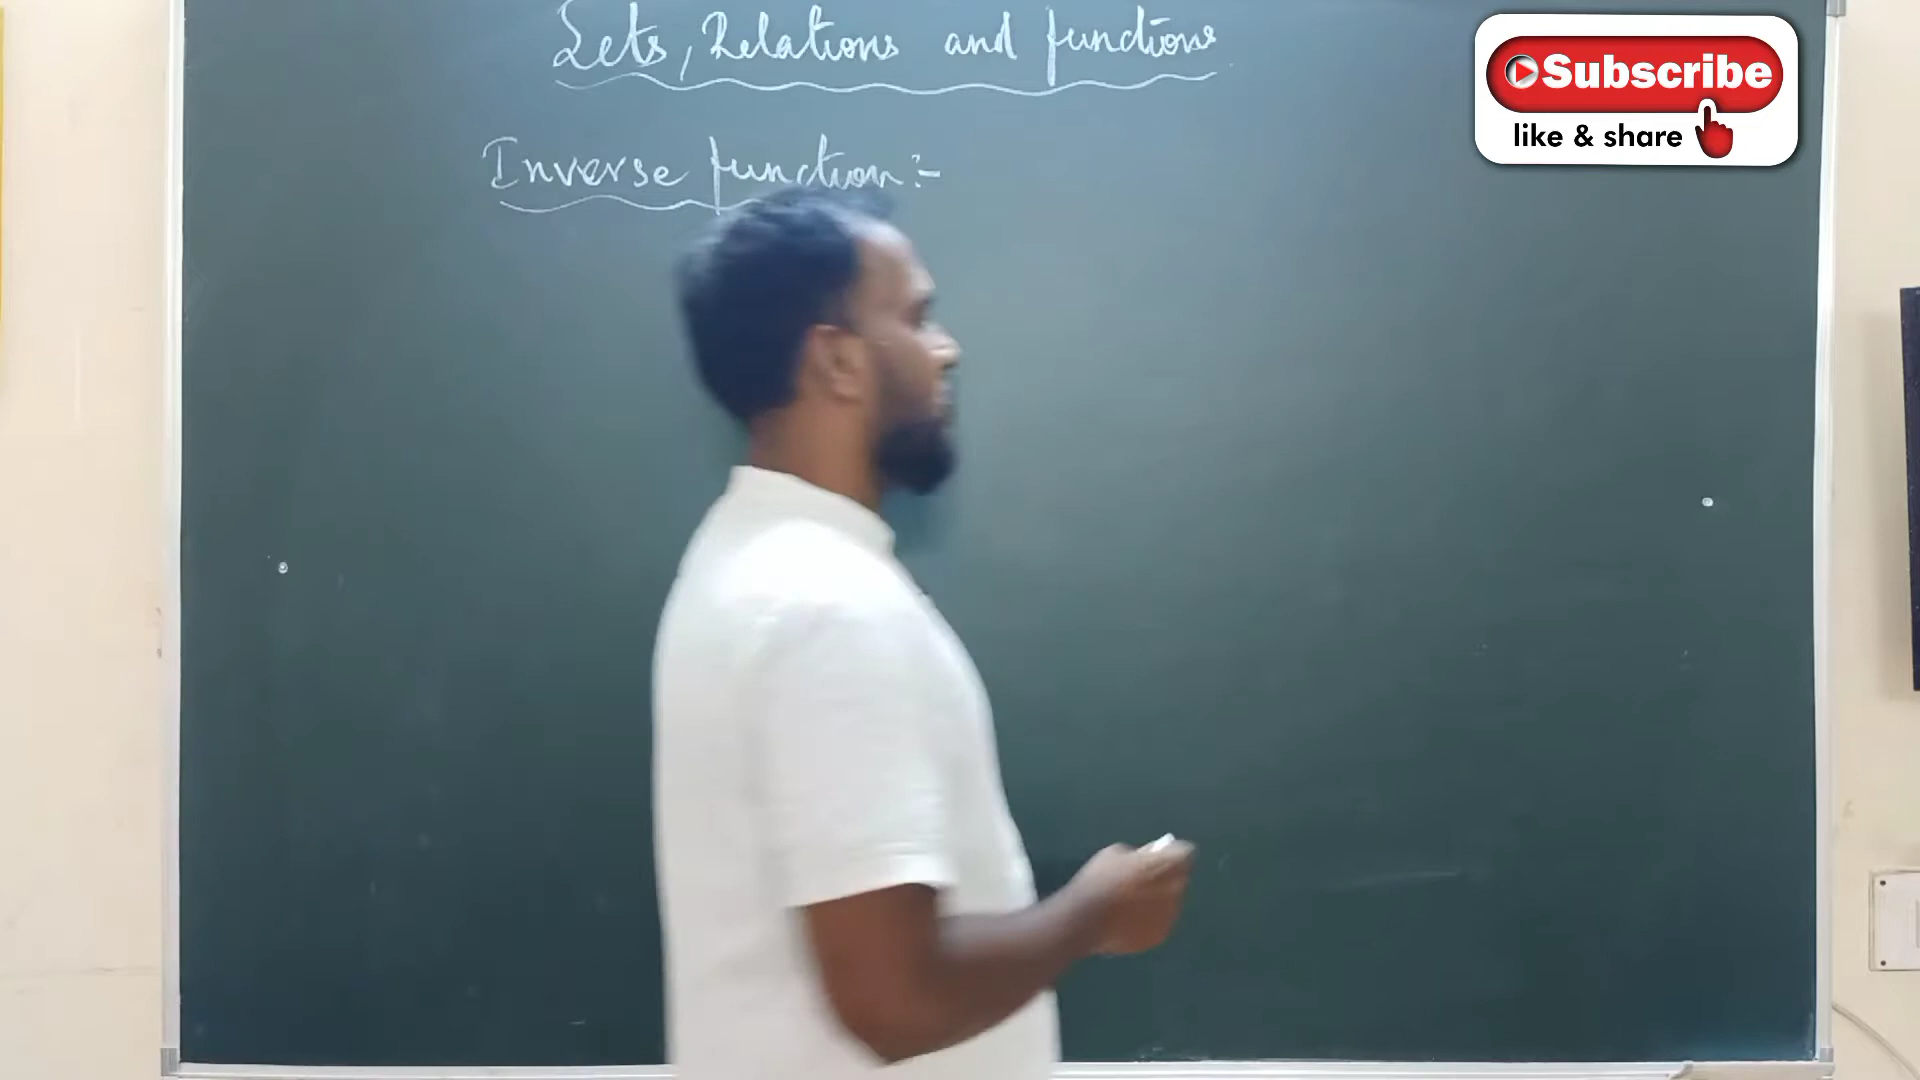 Sets, Relations and functions
Inverse function:-
Subscribe
like & share